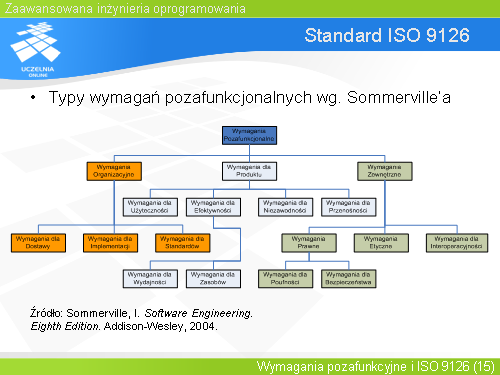 Zaawansowana inżynieria oprogramowania
Standard ISO 9126
UCZELNIA
ONLINE
• Typy wymagań pozafunkcjonalnych wg. Sommerville'a
Wymagania
Pozafunkcjonalne
Wymagania
Organizacyjne
Wymagania dla
Produktu
Wymagania
Zewnętrzne
Wymagania dla
Użyteczności
Wymagania dla
Efektywności
Wymagania dla
Niezawodności
Wymagania dla
Przenośności
Wymagania dla
Dostawy
Wymagania dla
Implementacji
Wymagania dla
Standardów
Wymagania
Prawne
Wymagania
Etyczne
Wymagania dla
Interoperacyjności
Wymagania dla
Wydajności
Wymagania dla
Zasobów
Wymagania dla
Poufności
Wymagania dla
Bezpieczeństwa
Źródło: Sommerville, I. Software Engineering.
Eighth Edition. Addison-Wesley, 2004.
Wymagania pozafunkcyjne i ISO 9126 (15)